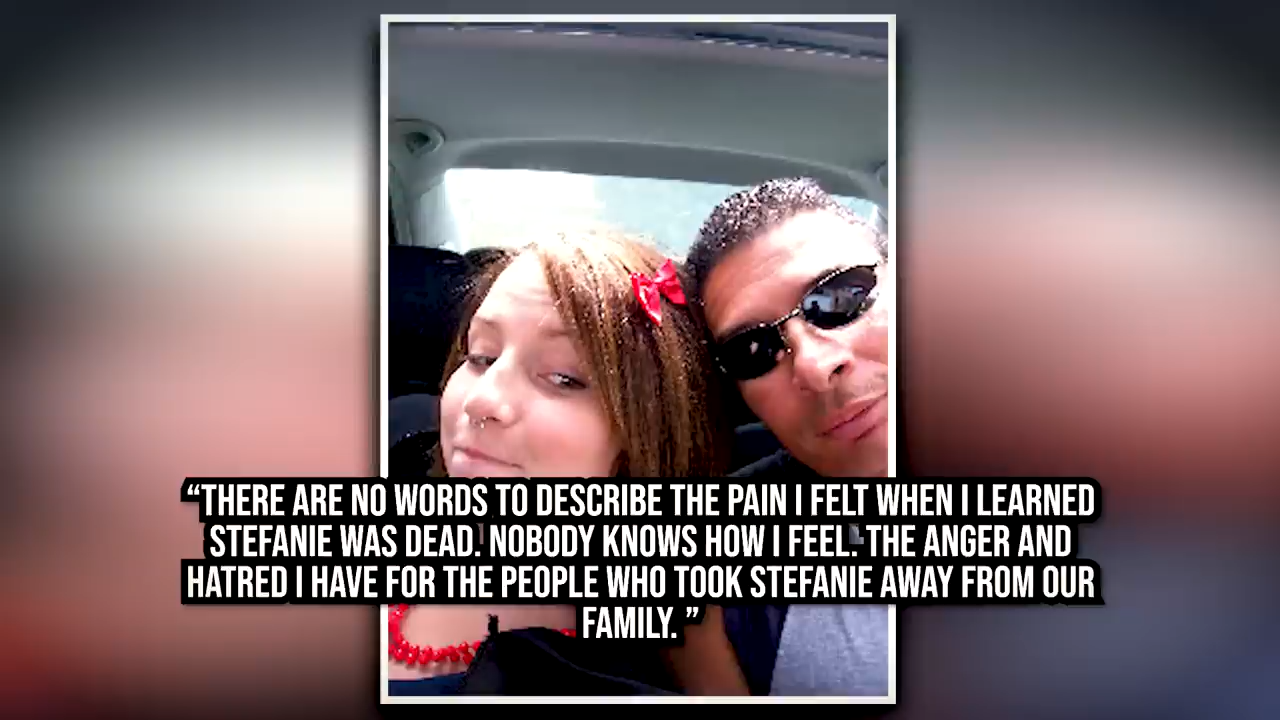 “THERE ARE NO WORDS TO DESCRIBE THE PAIN I FELT WHEN I LEARNED
STEFANIE WAS DEAD. NOBODY KNOWS HOW I FEEL. THE ANGER AND
HATRED I HAVE FOR THE PEOPLE WHO TOOK STEFANIE AWAY FROM OUR
FAMILY. ”